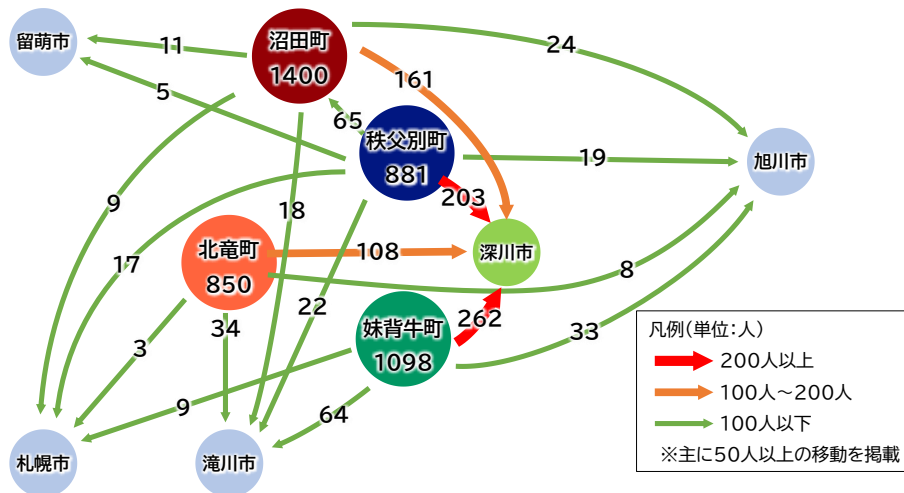 留萌市
11
沼田町
1400
24
161
5
65
秩父別町
881
19
旭川市
203
9
18
17
北竜町
850
108
深川市
8
22
34
262
妹背牛町
1098
33
3
9
64
札幌市
滝川市
凡例(単位:人)
200人以上
100人～200人
100人以下
※主に50人以上の移動を掲載